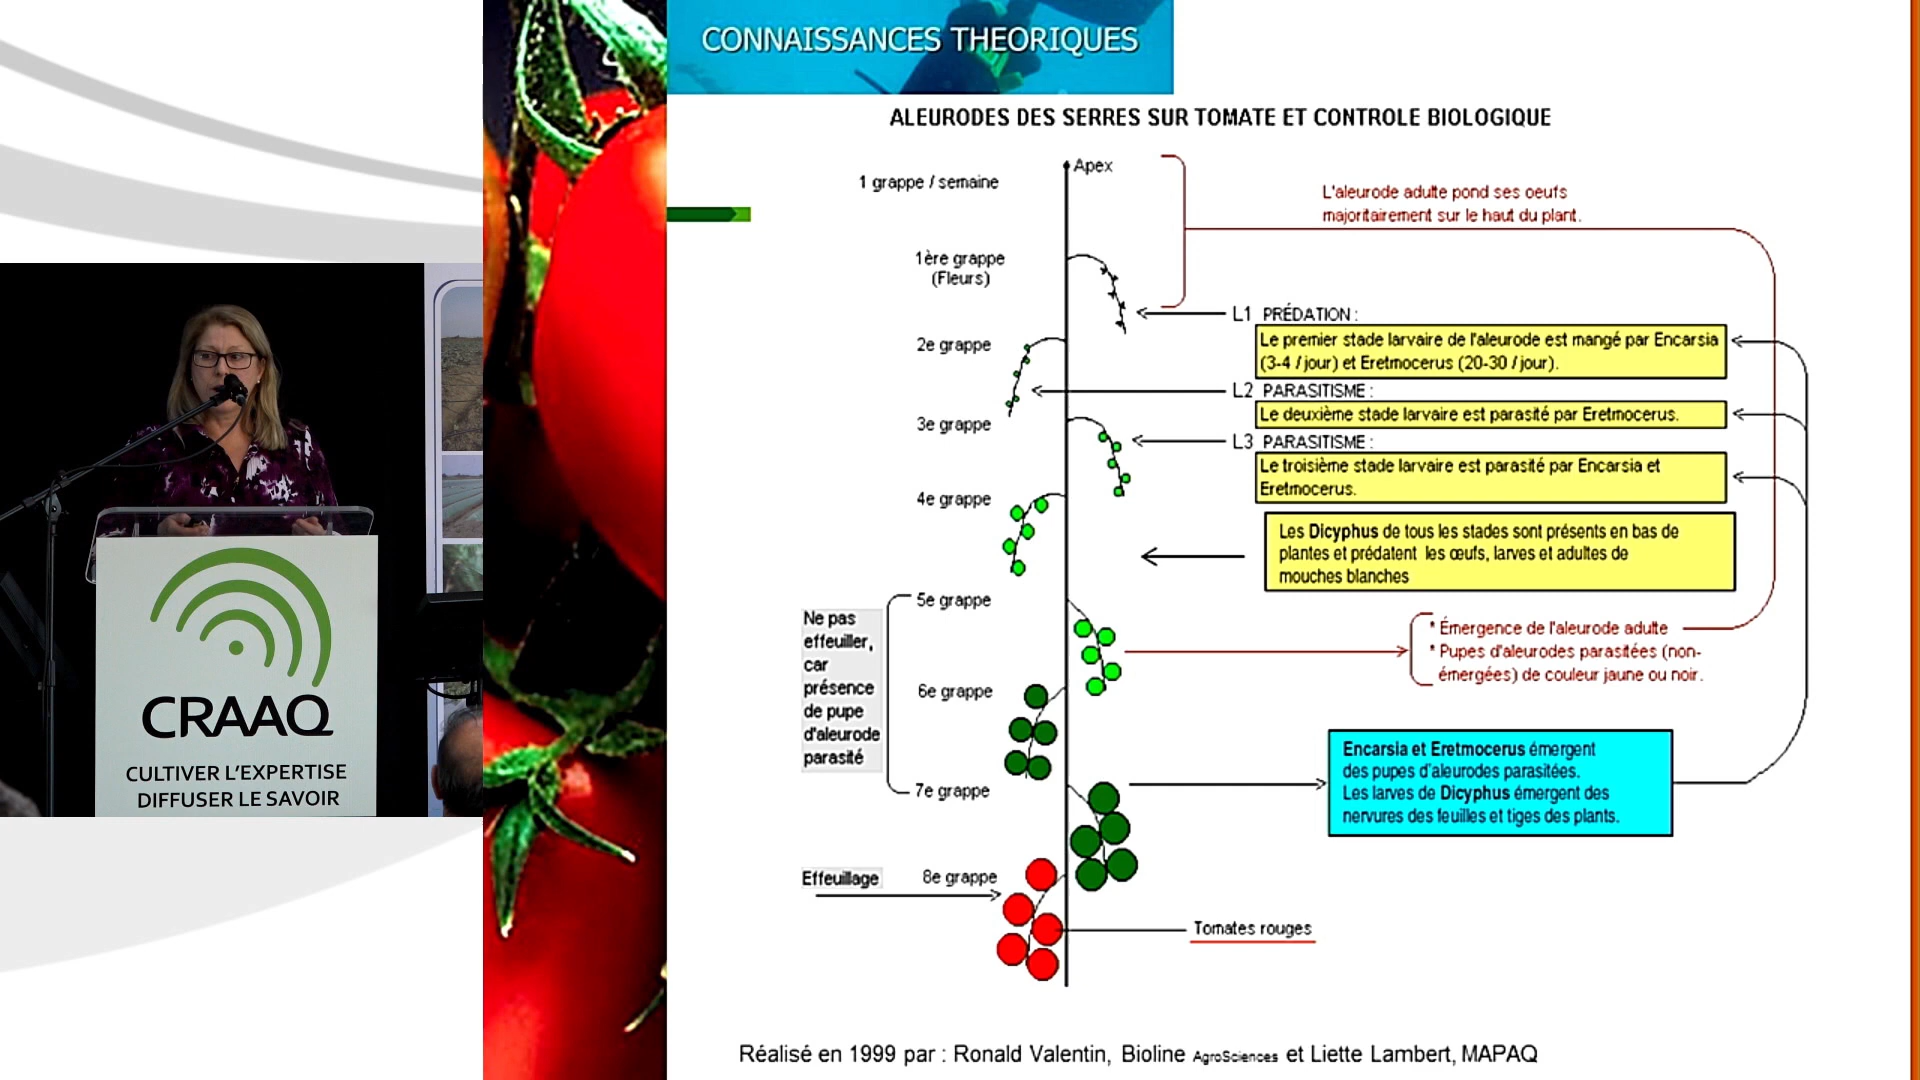 CONNAISSANCES THEORIQUES
ALEURODES DES SERRES SUR TOMATE ET CONTROLE BIOLOGIQUE
Apex
1 grappe / semaine
L'aleurode adulte pond ses oeufs
majoritairement sur le haut du plant.
1ère grappe
(Fleurs)
L1 PRÉDATION :
Le premier stade larvaire de l'aleurode est mangé par Encarsia
(3-4 / jour) et Eretmocerus (20-30 / jour).
2e grappe
L2 PARASITISME :
Le deuxième stade larvaire est parasité par Eretmocerus.
3e grappe
L3 PARASITISME :
Le troisième stade larvaire est parasité par Encarsia et
Eretmocerus.
4e grappe
Les Dicyphus de tous les stades sont présents en bas de
plantes et prédatent les œufs, larves et adultes de
mouches blanches
5e grappe
Ne pas
effeuiller,
car
présence
de pupe
d'aleurode
parasité
* Émergence de l'aleurode adulte
* Pupes d'aleurodes parasitées (non-
émergées) de couleur jaune ou noir.
6e grappe
7e grappe
Encarsia et Eretmocerus émergent
des pupes d'aleurodes parasitées.
Les larves de Dicyphus émergent des
nervures des feuilles et tiges des plants.
Effeuillage
8e grappe
Tomates rouges
Réalisé en 1999 par : Ronald Valentin, Bioline AgroSciences et Liette Lambert, MAPAQ
CRAAQ
CULTIVER L'EXPERTISE
DIFFUSER LE SAVOIR